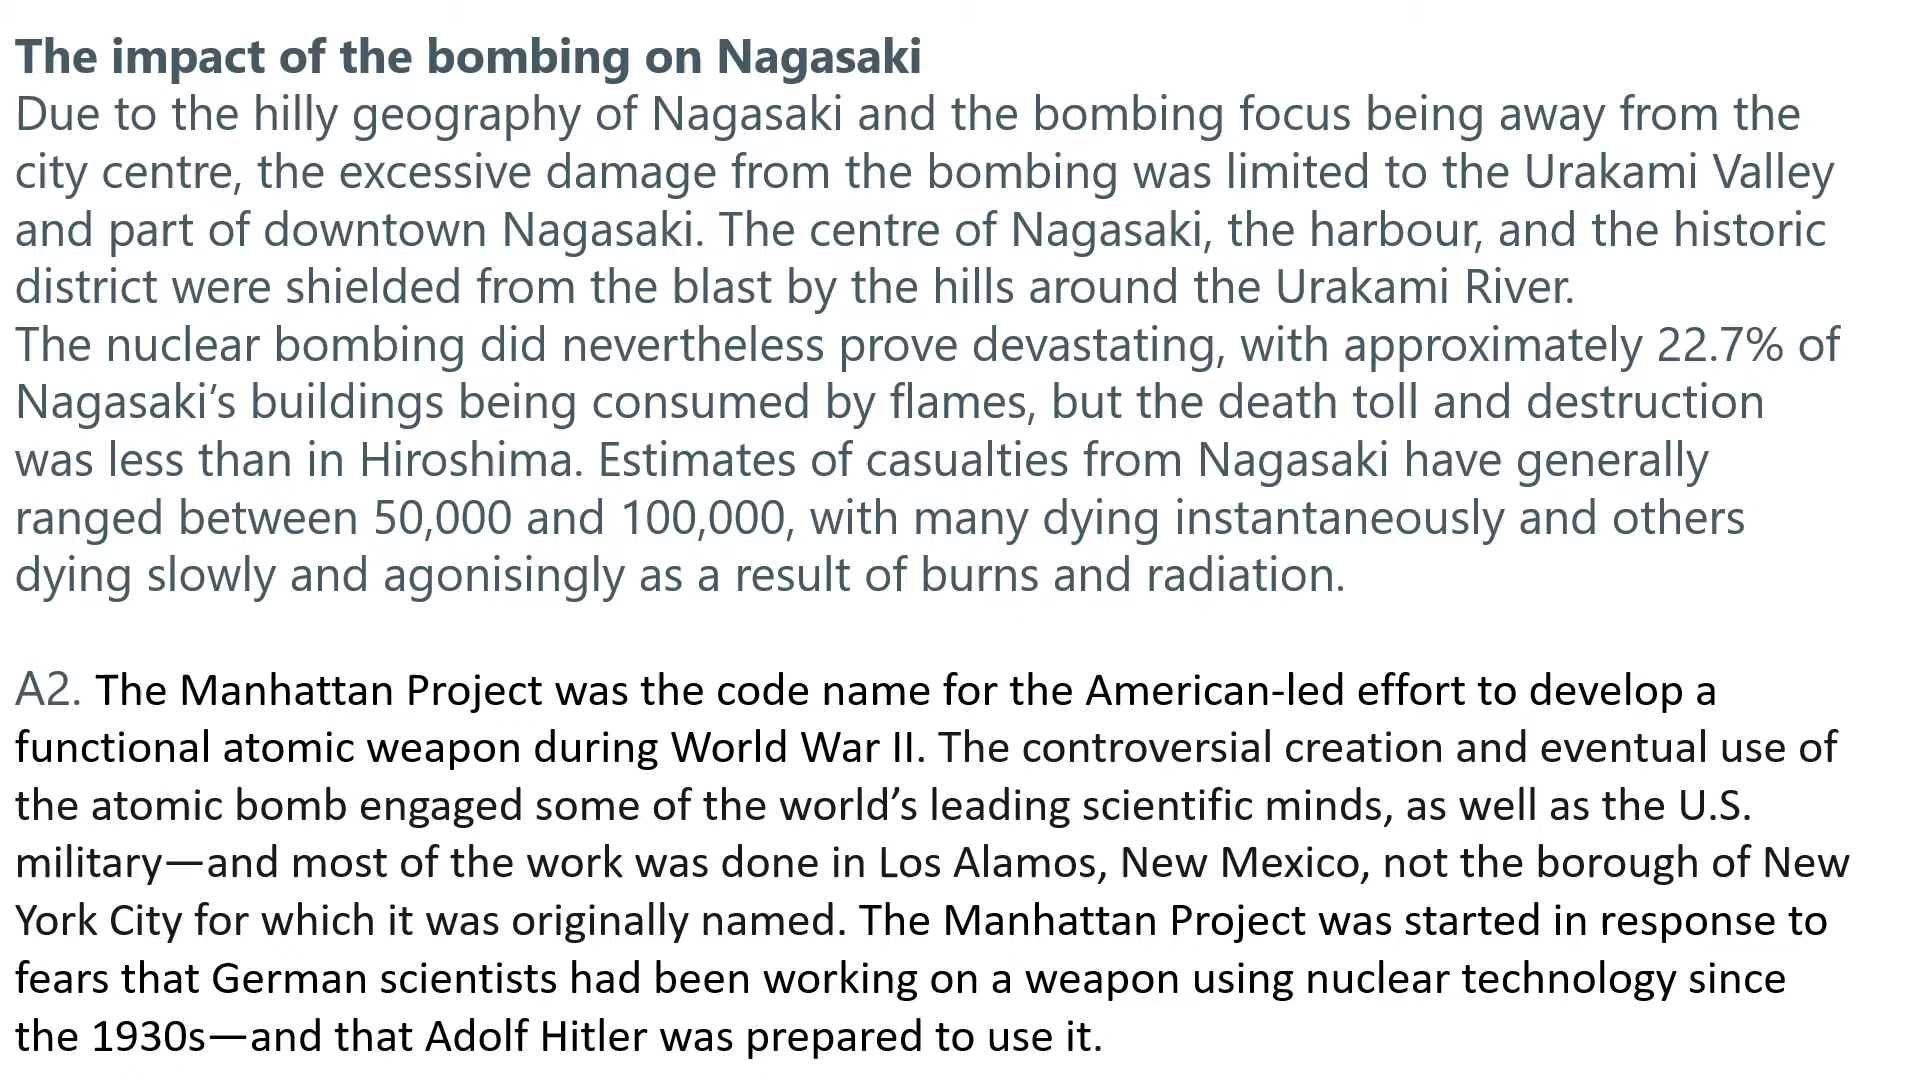 The impact of the bombing on Nagasaki
Due to the hilly geography of Nagasaki and the bombing focus being away from the
city centre, the excessive damage from the bombing was limited to the Urakami Valley
and part of downtown Nagasaki. The centre of Nagasaki, the harbour, and the historic
district were shielded from the blast by the hills around the Urakami River.
The nuclear bombing did nevertheless prove devastating, with approximately 22.7% of
Nagasaki’s buildings being consumed by flames, but the death toll and destruction
was less than in Hiroshima. Estimates of casualties from Nagasaki have generally
ranged between 50,000 and 100,000, with many dying instantaneously and others
dying slowly and agonisingly as a result of burns and radiation.
A2. The Manhattan Project was the code name for the American-led effort to develop a
functional atomic weapon during World War II. The controversial creation and eventual use of
the atomic bomb engaged some of the world’s leading scientific minds, as well as the U.S.
military—and most of the work was done in Los Alamos, New Mexico, not the borough of New
York City for which it was originally named. The Manhattan Project was started in response to
fears that German scientists had been working on a weapon using nuclear technology since
the 1930s—and that Adolf Hitler was prepared to use it.